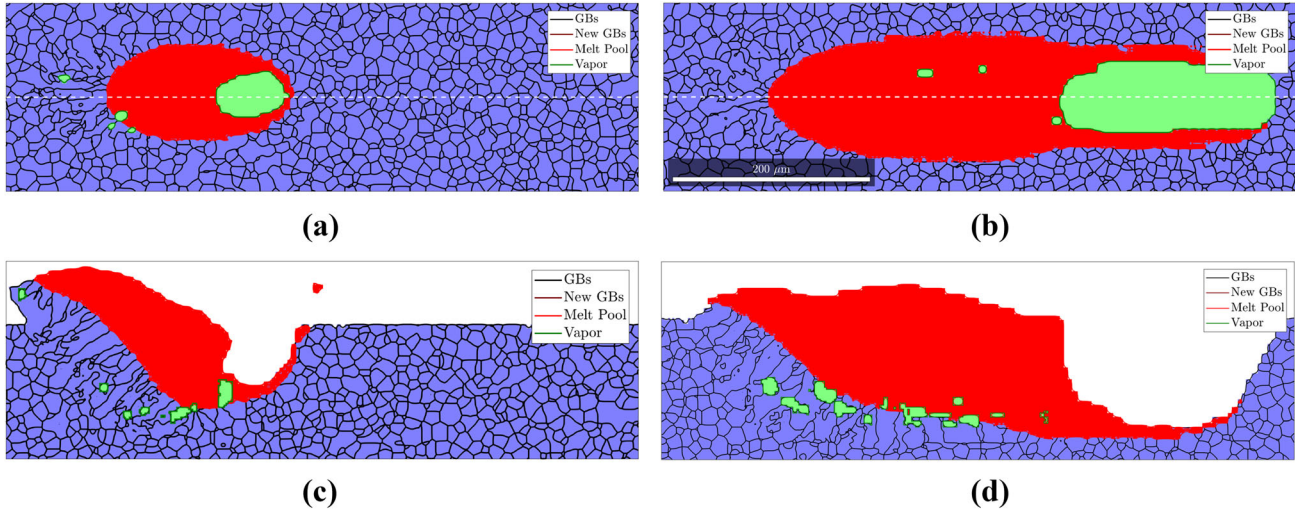 GBs
New GBs
Melt Pool
Vapor
GBs
New GBs
Melt Pool
Vapor
200 μm
(a)
(b)
GBs
New GBs
Melt Pool
Vapor
GBs
New GBs
Melt Pool
Vapor
(c)
(d)